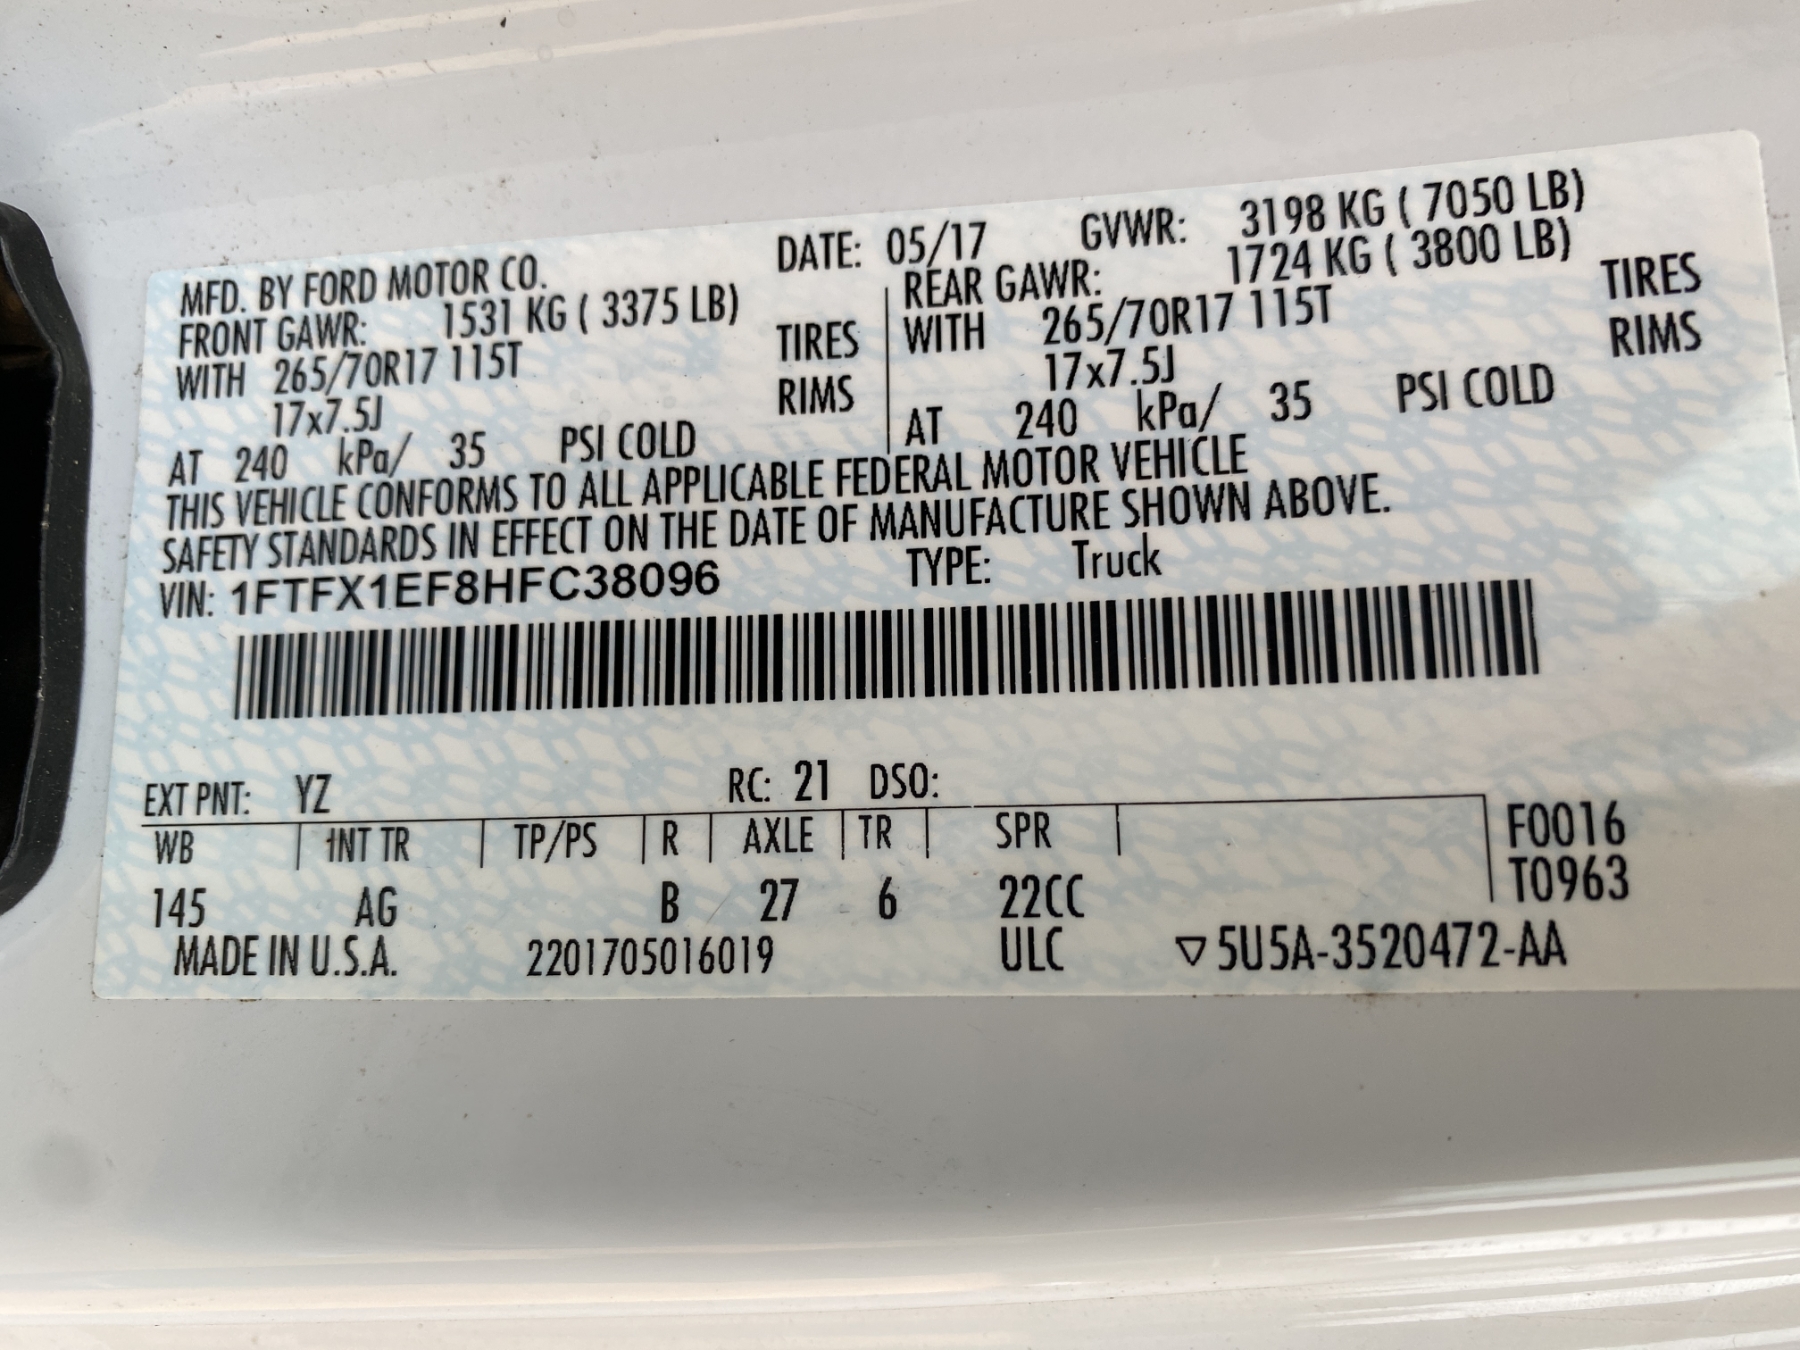 MFD. BY FORD MOTOR CO. DATE: 05/17 GVWR: 3198 KG ( 7050 LB)
FRONT GAWR: 1531 KG ( 3375 LB) REAR GAWR: 1724 KG ( 3800 LB)
WITH 265/70R17 115T TIRES WITH 265/70R17 115T TIRES
17x7.5J RIMS 17x7.5J RIMS
AT 240 kPa/ 35 PSI COLD AT 240 kPa/ 35 PSI COLD
THIS VEHICLE CONFORMS TO ALL APPLICABLE FEDERAL MOTOR VEHICLE
SAFETY STANDARDS IN EFFECT ON THE DATE OF MANUFACTURE SHOWN ABOVE.
VIN: 1FTFX1EF8HFC38096 TYPE: Truck
EXT PNT: YZ RC: 21 DSO:
WB INT TR TP/PS R AXLE TR SPR F0016
T0963
145 AG B 27 6 22CC
MADE IN U.S.A. 2201705016019 ULC ▽5U5A-3520472-AA